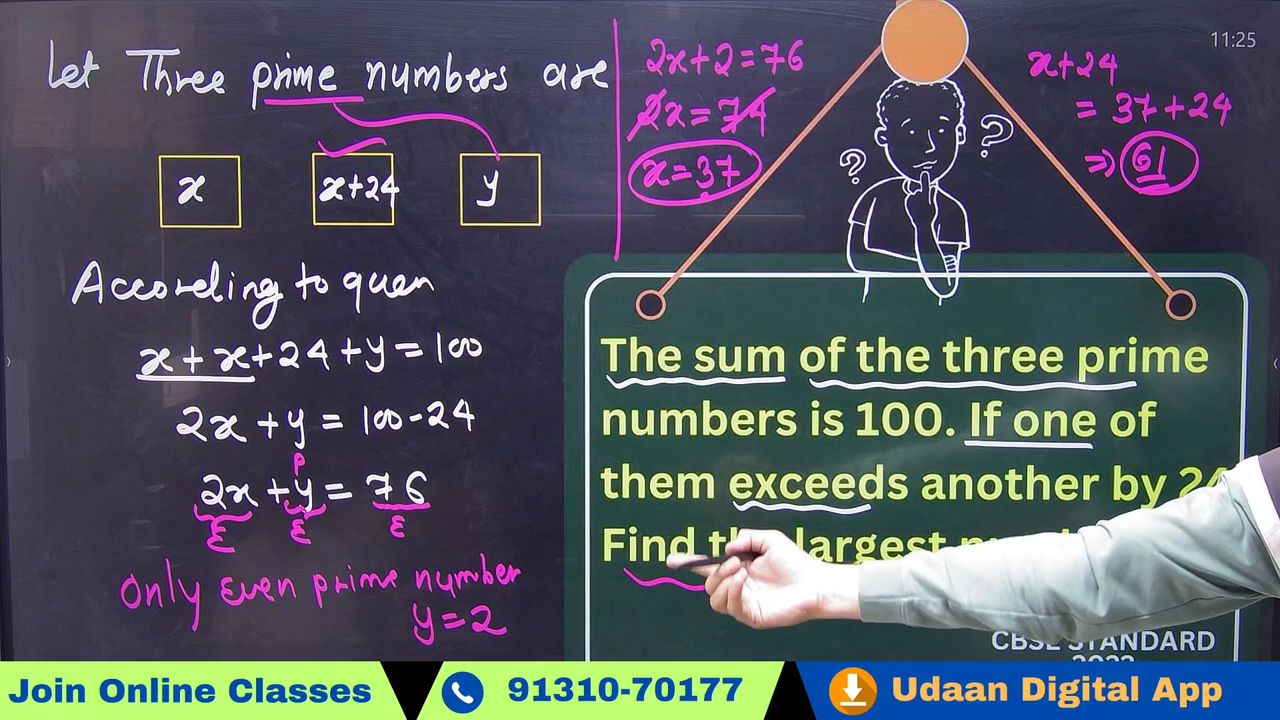 Let Three prime numbers are
x
x+24
y
According to quen
x + x + 24 + y = 100
2x + y = 100-24
P
2x + y = 76
E E E
Only Even prime number
y = 2
2x+2=76
2x=74
x=37
x+24
= 37+24
⇒ 61
11:25
?
?
The sum of the three prime
numbers is 100. If one of
them exceeds another by 24
Find the largest
CBSE STANDARD
Join Online Classes
91310-70177
Udaan Digital App